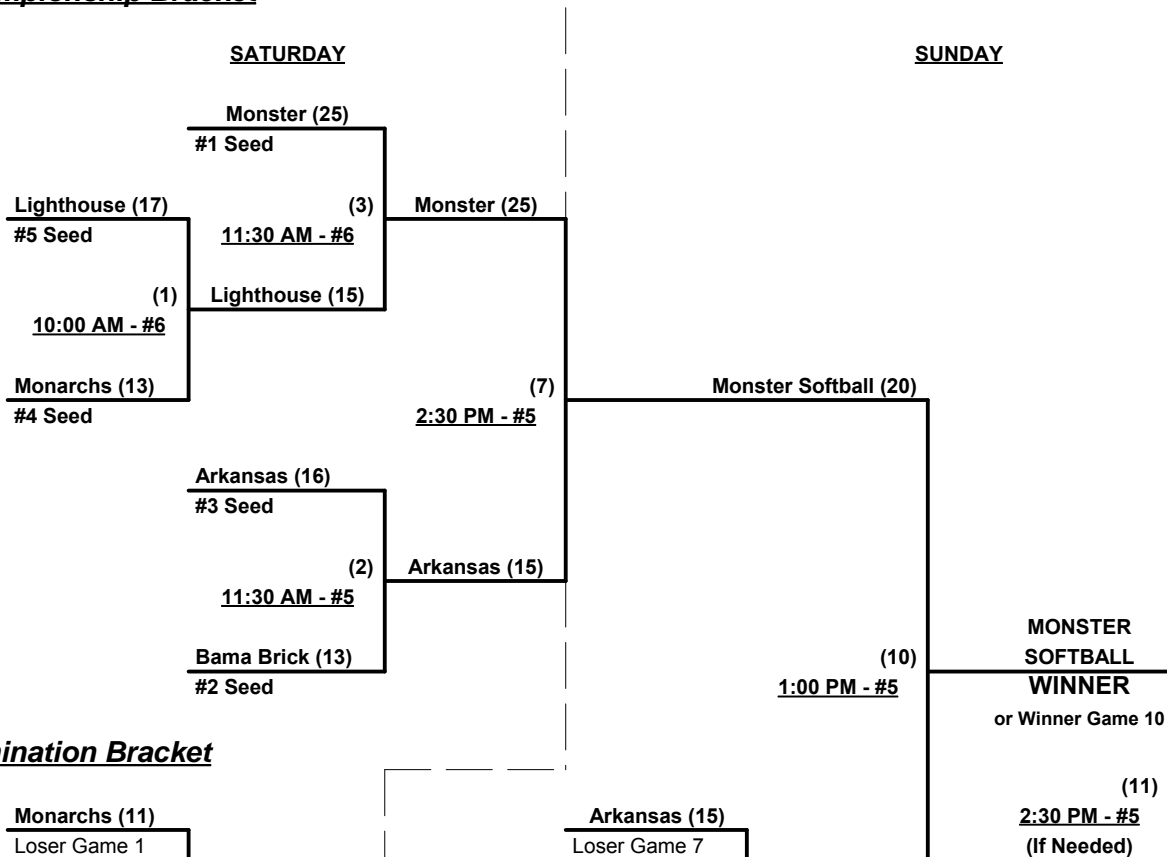 SATURDAY
SUNDAY
Monster (25)
#1 Seed
Lighthouse (17)
#5 Seed
(3)
11:30 AM - #6
Monster (25)
(1)
10:00 AM - #6
Lighthouse (15)
Monarchs (13)
#4 Seed
(7)
2:30 PM - #5
Monster Softball (20)
Arkansas (16)
#3 Seed
(2)
11:30 AM - #5
Arkansas (15)
Bama Brick (13)
#2 Seed
(10)
1:00 PM - #5
MONSTER
SOFTBALL
WINNER
or Winner Game 10
Bracket
Monarchs (11)
Loser Game 1
Arkansas (15)
Loser Game 7
(11)
2:30 PM - #5
(If Needed)